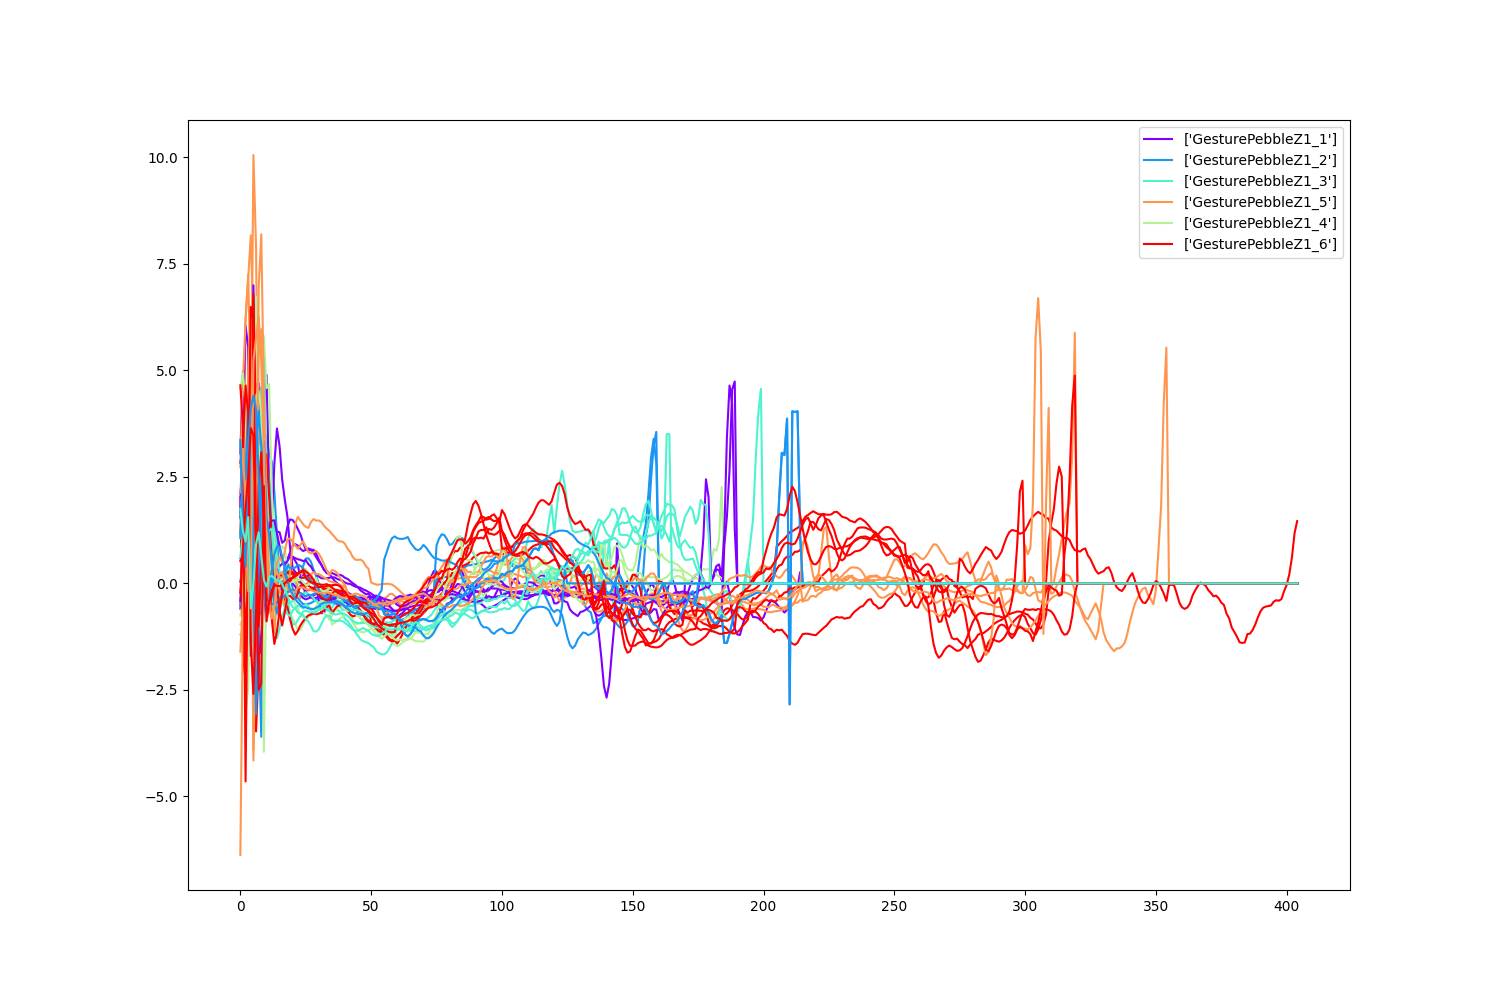 ['GesturePebbleZ1_1']
['GesturePebbleZ1_2']
['GesturePebbleZ1_3']
['GesturePebbleZ1_5']
['GesturePebbleZ1_4']
['GesturePebbleZ1_6']
10.0
7.5
5.0
2.5
0.0
−2.5
−5.0
0 50 100 150 200 250 300 350 400